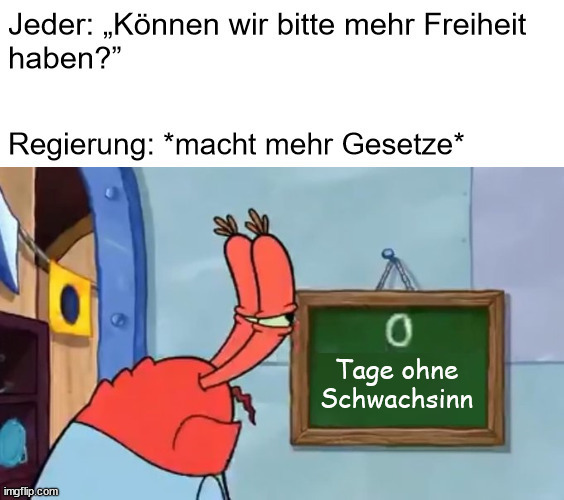 Jeder: „Können wir bitte mehr Freiheit
haben?”
Regierung: *macht mehr Gesetze*
0
Tage ohne
Schwachsinn
imgflip.com